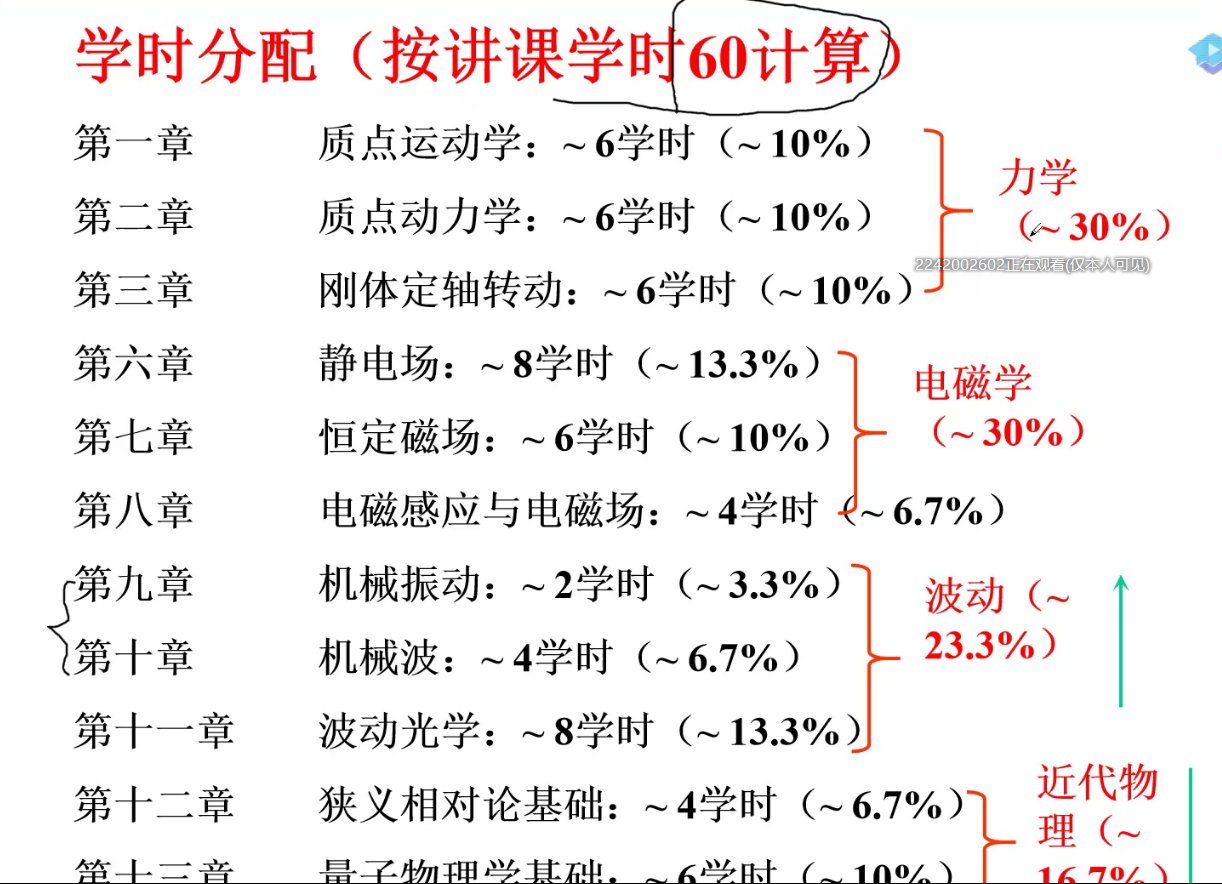 学时分配（按讲课学时60计算）
第一章 质点运动学：~ 6学时（~ 10%）
第二章 质点动力学：~ 6学时（~ 10%）
第三章 刚体定轴转动：~ 6学时（~ 10%）
力学
（~ 30%）
2242002602正在观看(仅本人可见)
第六章 静电场：~ 8学时（~ 13.3%）
第七章 恒定磁场：~ 6学时（~ 10%）
第八章 电磁感应与电磁场：~ 4学时（~ 6.7%）
电磁学
（~ 30%）
第九章 机械振动：~ 2学时（~ 3.3%）
第十章 机械波：~ 4学时（~ 6.7%）
第十一章 波动光学：~ 8学时（~ 13.3%）
波动（~
23.3%）
第十二章 狭义相对论基础：~ 4学时（~ 6.7%）
第十三章 量子物理学基础：~ 6学时（~ 10%）
近代物
理（~
16.7%）